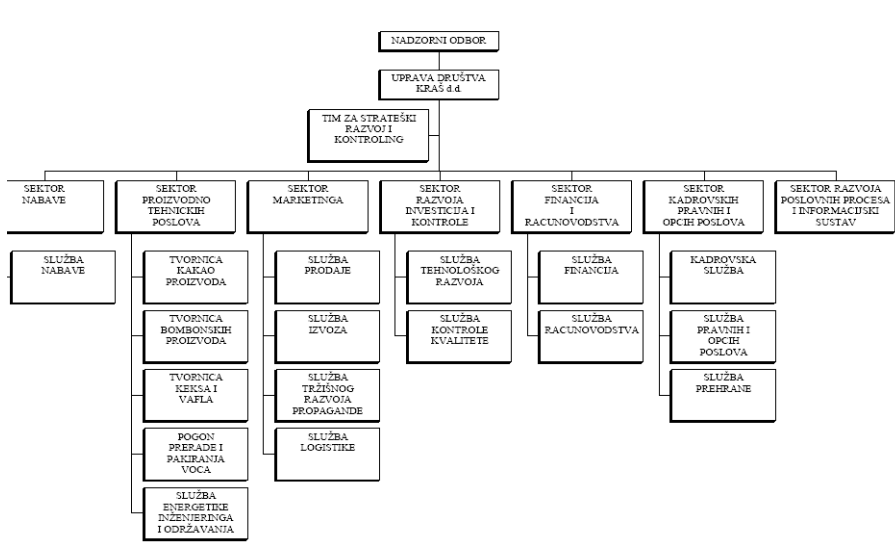 NADZORNI ODBOR
UPRAVA DRUŠTVA
KRAŠ d.d.
TIM ZA STRATEŠKI
RAZVOJ I
KONTROLING
SEKTOR
NABAVE
SEKTOR
PROIZVODNO
TEHNICKIH
POSLOVA
SEKTOR
MARKETINGA
SEKTOR
RAZVOJA
INVESTICIJA I
KONTROLE
SEKTOR
FINANCIJA
I
RACUNOVODSTVA
SEKTOR
KADROVSKIH
PRAVNIH I
OPCIH POSLOVA
SEKTOR RAZVOJA
POSLOVNIH PROCESA
I INFORMACIJSKI
SUSTAV
SLUŽBA
NABAVE
TVORNICA
KAKAO
PROIZVODA
TVORNICA
BOMBONSKIH
PROIZVODA
TVORNICA
KEKSA I
VAFLA
POGON
PRERADE I
PAKIRANJA
VOCA
SLUŽBA
ENERGETIKE
INŽENJERINGA
I ODRŽAVANJA
SLUŽBA
PRODAJE
SLUŽBA
IZVOZA
SLUŽBA
TRŽIŠNOG
RAZVOJA
PROPAGANDE
SLUŽBA
LOGISTIKE
SLUŽBA
TEHNOLOŠKOG
RAZVOJA
SLUŽBA
KONTROLE
KVALITETE
SLUŽBA
FINANCIJA
SLUŽBA
RACUNOVODSTVA
KADROVSKA
SLUŽBA
SLUŽBA
PRAVNIH I
OPCIH
POSLOVA
SLUŽBA
PREHRANE